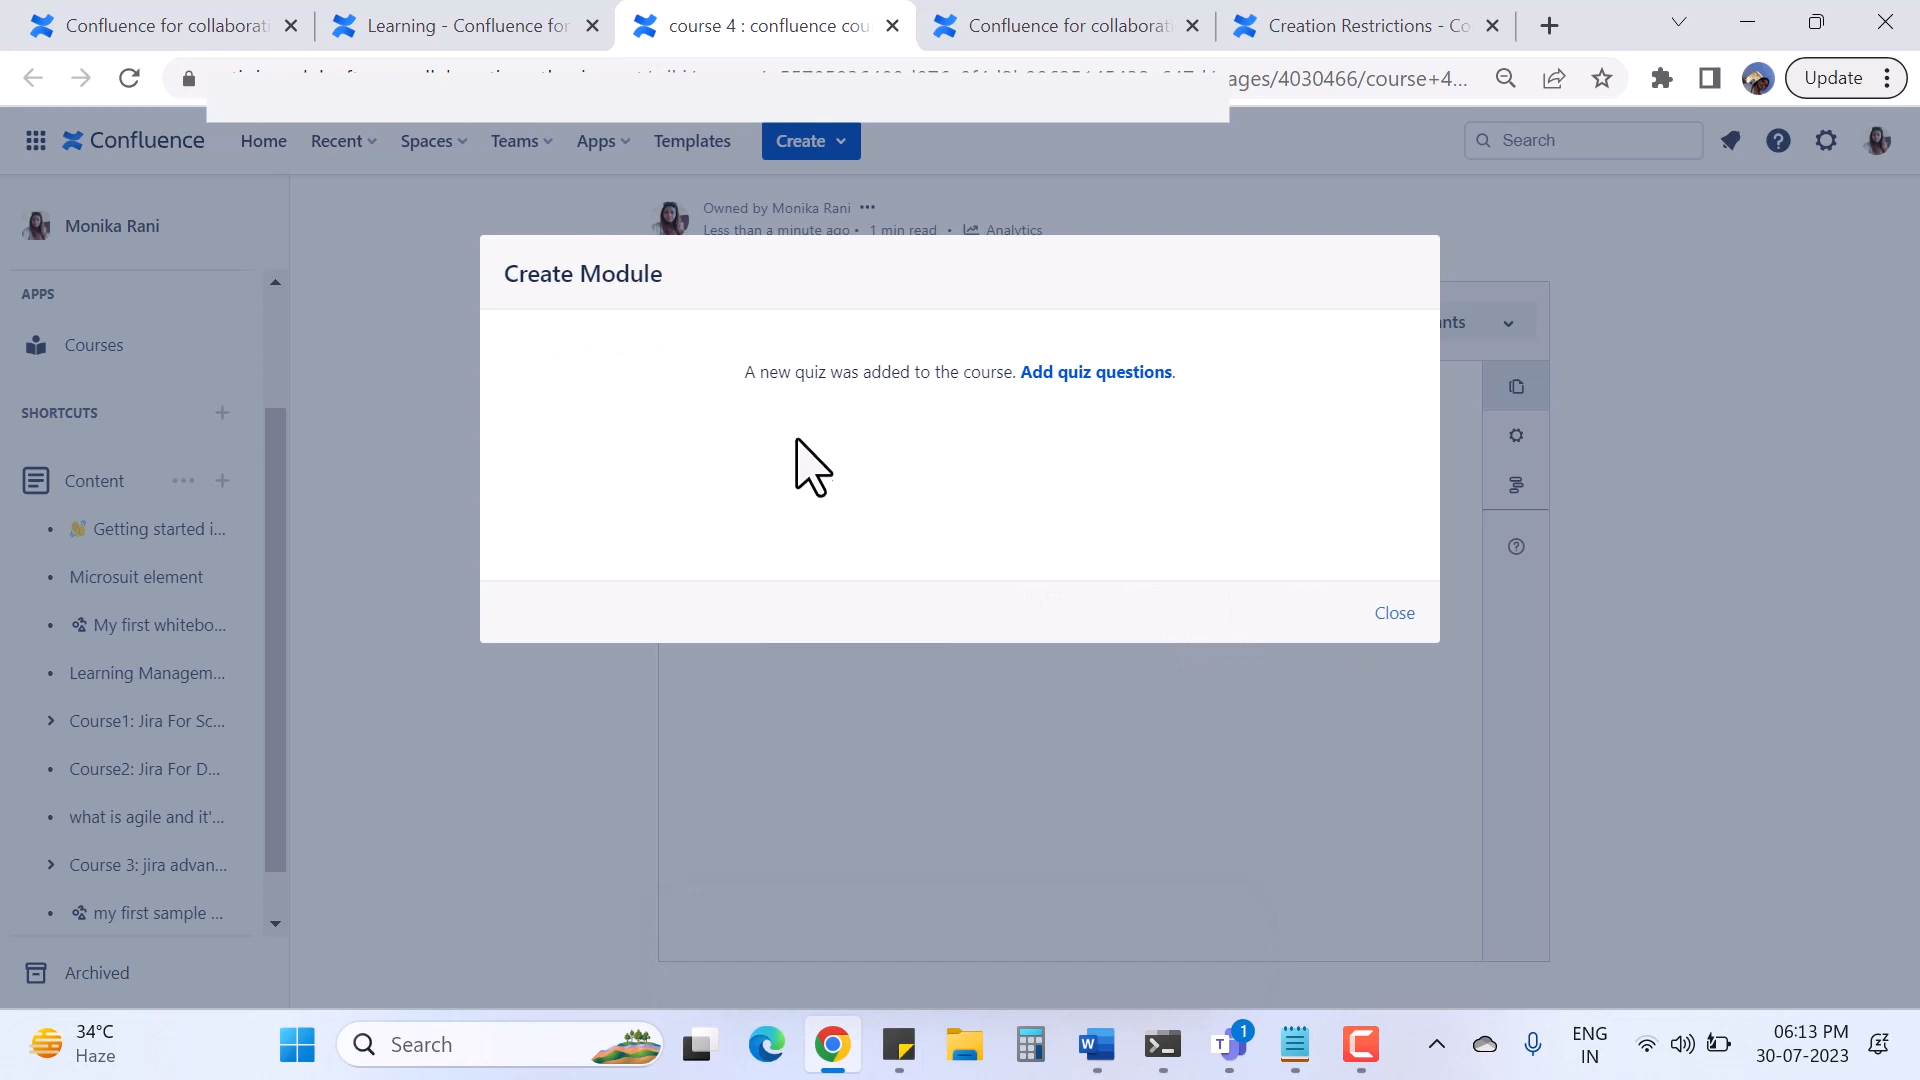 Confluence for collaborati
Learning - Confluence for
course 4 : confluence cou
Confluence for collaborati
Creation Restrictions - Co
ages/4030466/course+4...
Update
Confluence
Home
Recent
Spaces
Teams
Apps
Templates
Create
Search
Monika Rani
Owned by Monika Rani
Less than a minute ago • 1 min read • Analytics
APPS
Courses
SHORTCUTS
Content
Getting started i...
Microsuit element
My first whitebo...
Learning Managem...
Course1: Jira For Sc...
Course2: Jira For D...
what is agile and it'...
Course 3: jira advan...
my first sample ...
Archived
Create Module
A new quiz was added to the course. Add quiz questions.
Close
nts
34°C
Haze
Search
1
ENG
IN
06:13 PM
30-07-2023